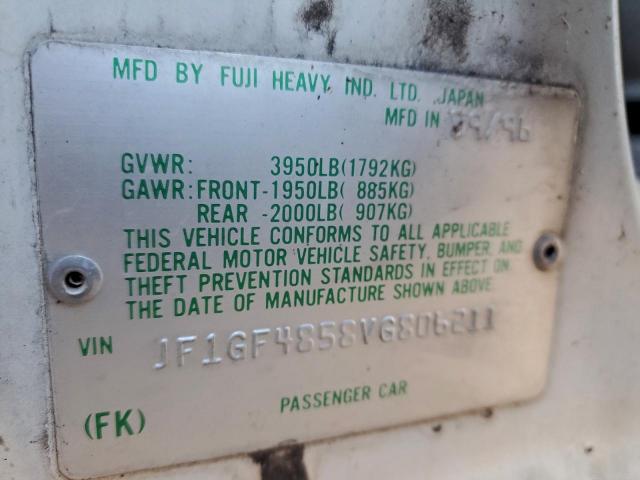 MFD BY FUJI HEAVY IND. LTD. JAPAN
MFD IN 09/96
GVWR: 3950LB(1792KG)
GAWR: FRONT-1950LB( 885KG)
REAR -2000LB( 907KG)
THIS VEHICLE CONFORMS TO ALL APPLICABLE
FEDERAL MOTOR VEHICLE SAFETY, BUMPER, AND
THEFT PREVENTION STANDARDS IN EFFECT ON
THE DATE OF MANUFACTURE SHOWN ABOVE.
VIN JF1GF4858VG806211
PASSENGER CAR
(FK)